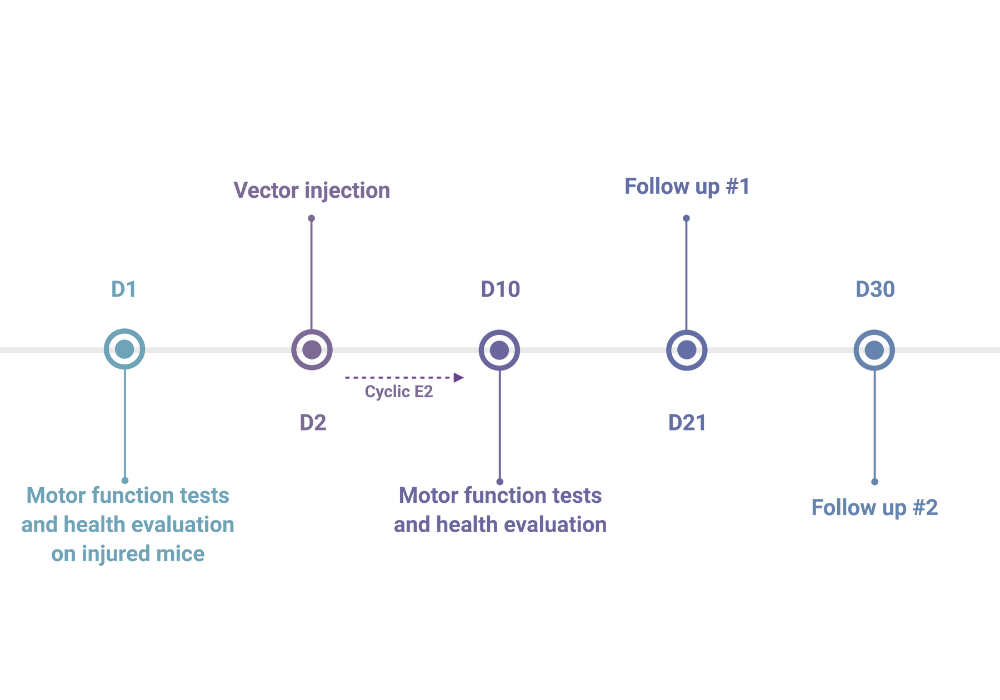 Vector injection
Follow up #1
D1
D10
D30
Cyclic E2
D2
D21
Motor function tests
and health evaluation
on injured mice
Motor function tests
and health evaluation
Follow up #2